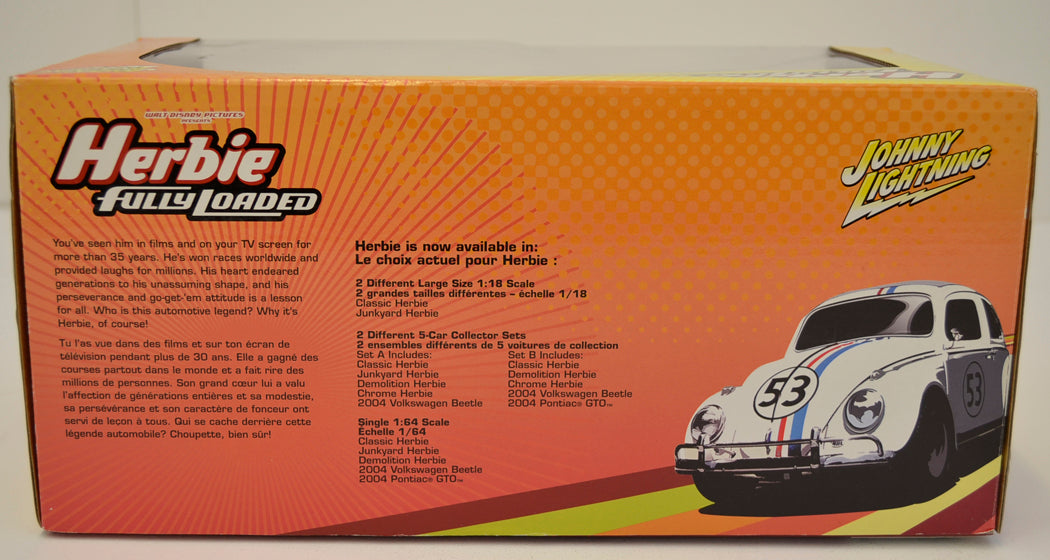 WALT DISNEY PICTURES
PRESENTS
Herbie
FULLY LOADED
JOHNNY
LIGHTNING
You've seen him in films and on your TV screen for
more than 35 years. He's won races worldwide and
provided laughs for millions. His heart endeared
generations to his unassuming shape, and his
perseverance and go-get-'em attitude is a lesson
for all. Who is this automotive legend? Why it's
Herbie, of course!
Tu l'as vue dans des films et sur ton écran de
télévision pendant plus de 30 ans. Elle a gagné des
courses partout dans le monde et a fait rire des
millions de personnes. Son grand cœur lui a valu
l'affection de générations entières et sa modestie,
sa persévérance et son caractère de fonceur ont
servi de leçon à tous. Qui se cache derrière cette
légende automobile? Choupette, bien sûr!
Herbie is now available in:
Le choix actuel pour Herbie :
2 Different Large Size 1:18 Scale
2 grandes tailles différentes – échelle 1/18
Classic Herbie
Junkyard Herbie
2 Different 5-Car Collector Sets
2 ensembles différents de 5 voitures de collection
Set A Includes:
Classic Herbie
Junkyard Herbie
Demolition Herbie
Chrome Herbie
2004 Volkswagen Beetle
Set B Includes:
Classic Herbie
Demolition Herbie
Chrome Herbie
2004 Volkswagen Beetle
2004 Pontiac® GTO™
Single 1:64 Scale
Échelle 1/64
Classic Herbie
Junkyard Herbie
Demolition Herbie
2004 Volkswagen Beetle
2004 Pontiac® GTO™
53
53